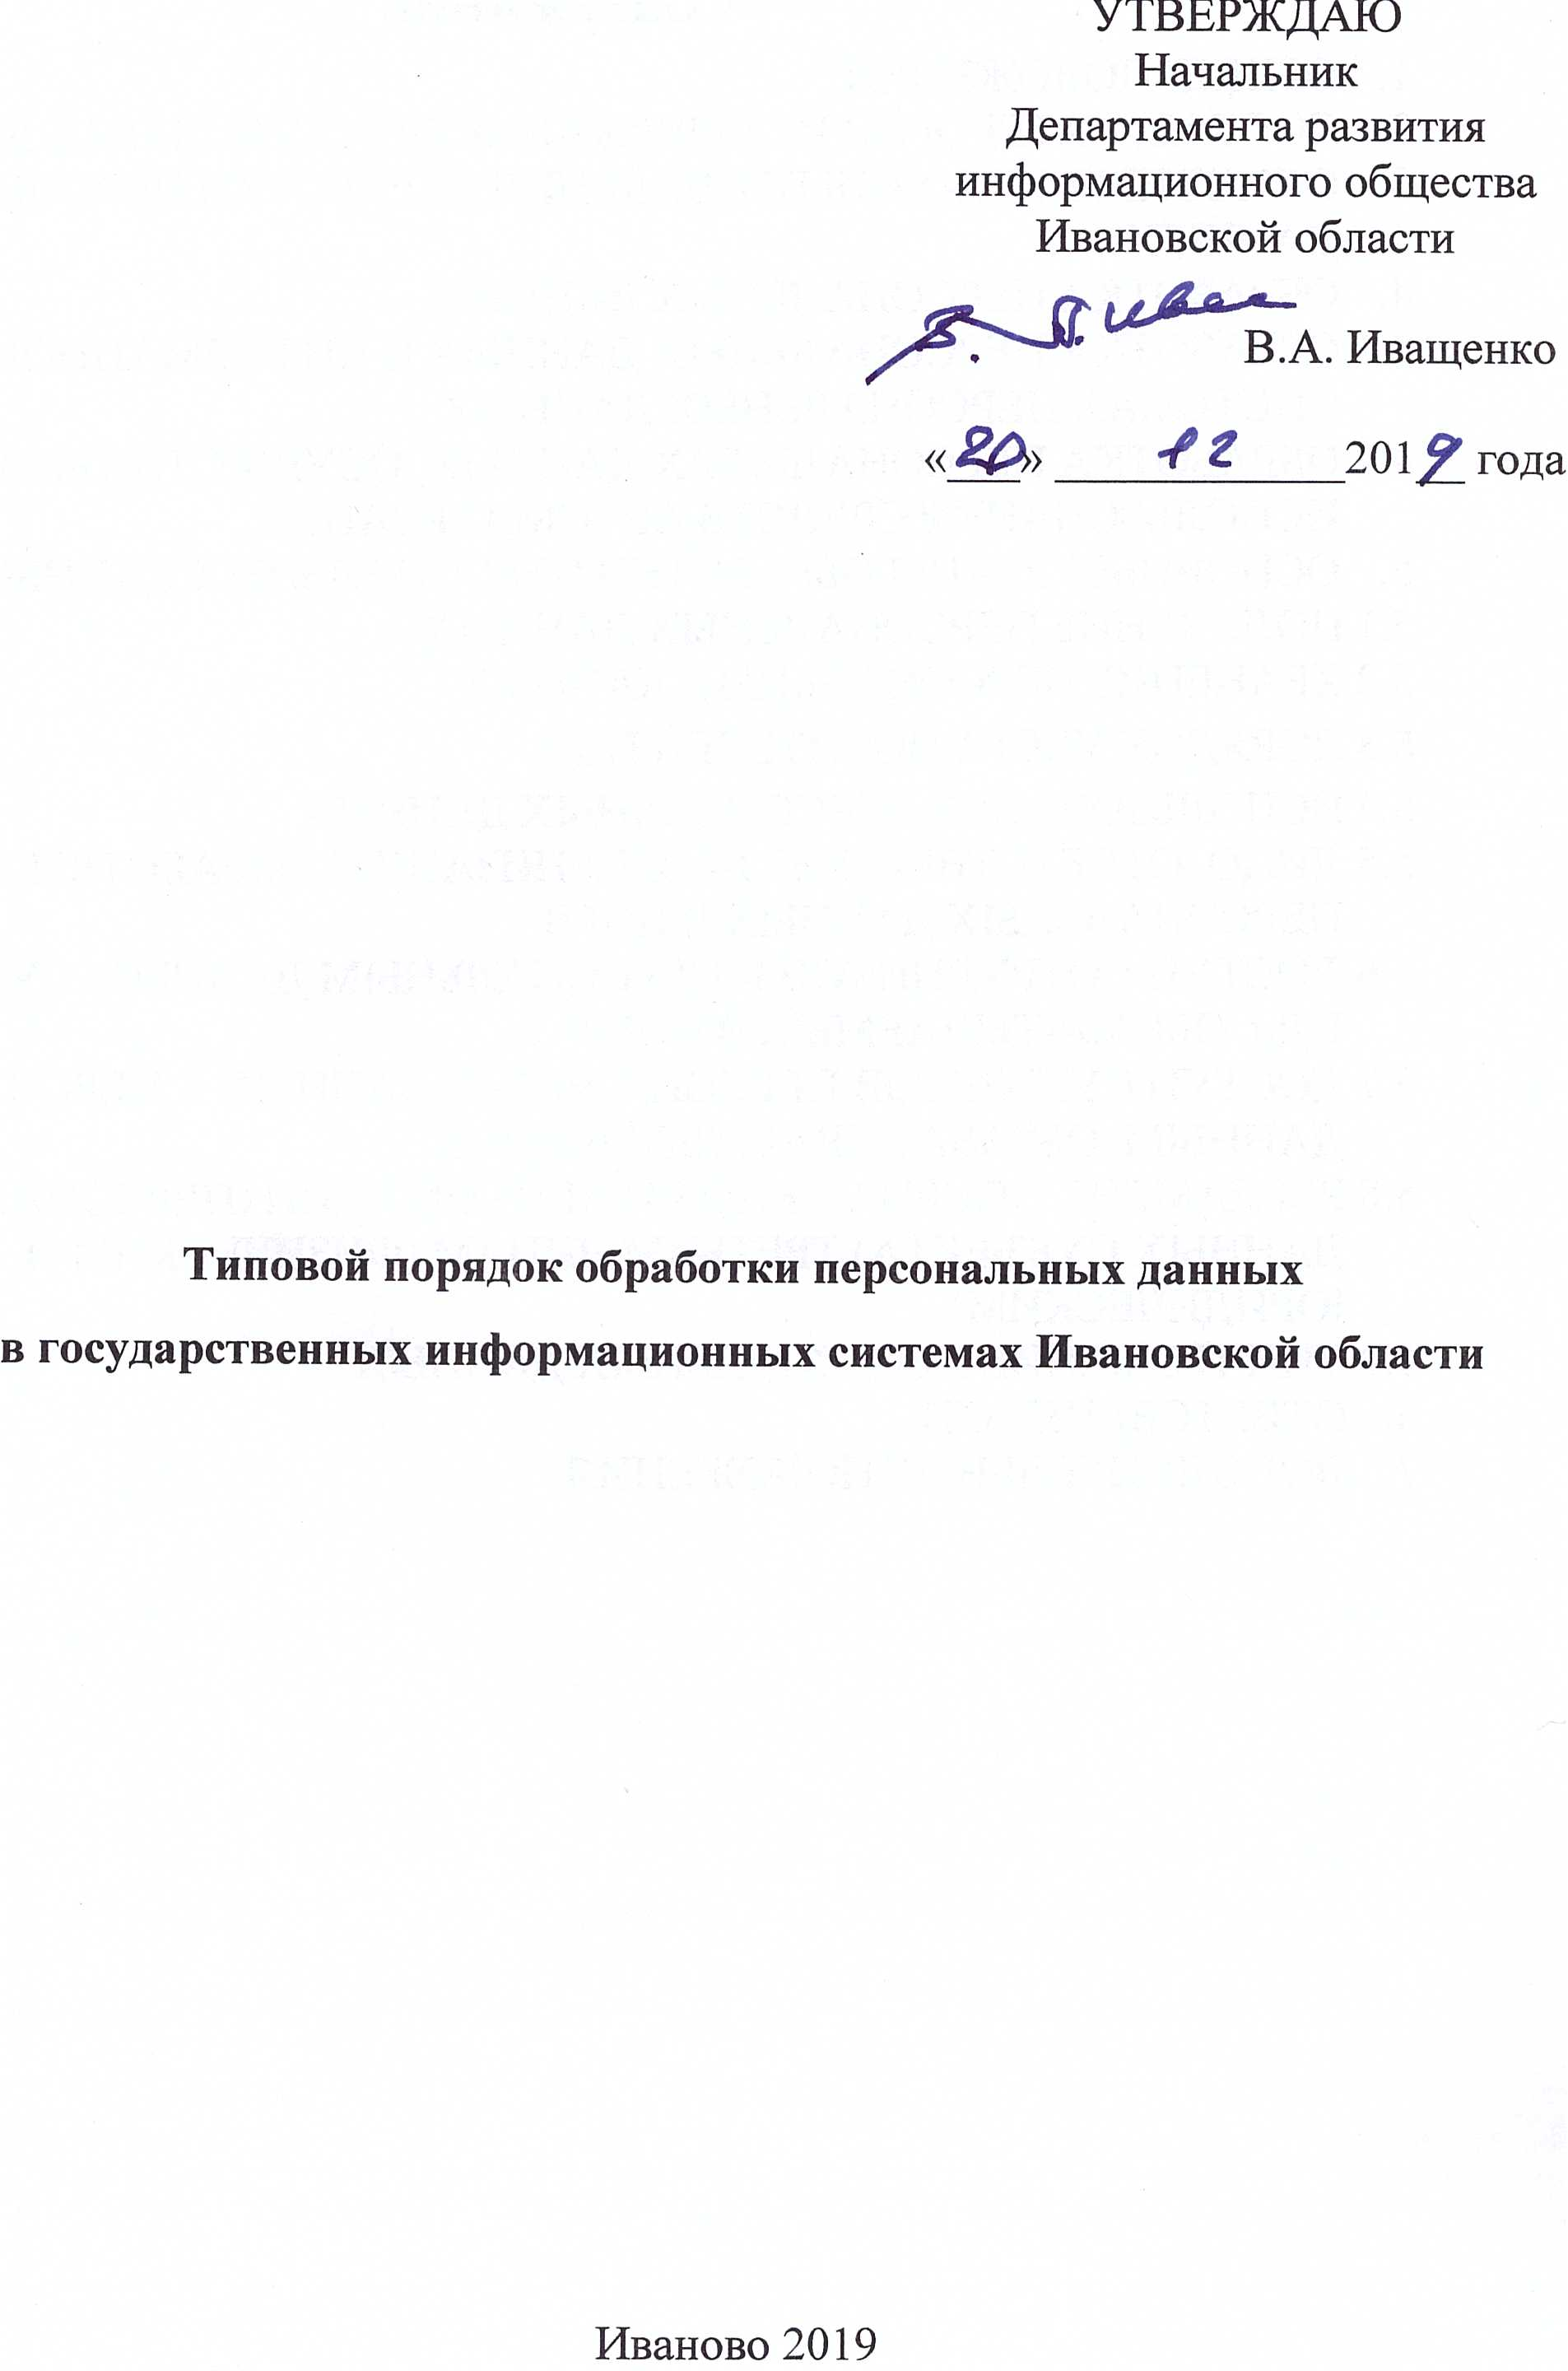 УТВЕРЖДАЮ
Начальник
Департамента развития
информационного общества
Ивановской области
В.А. Иващенко
«20» 12 2019 года
Типовой порядок обработки персональных данных
в государственных информационных системах Ивановской области
Иваново 2019